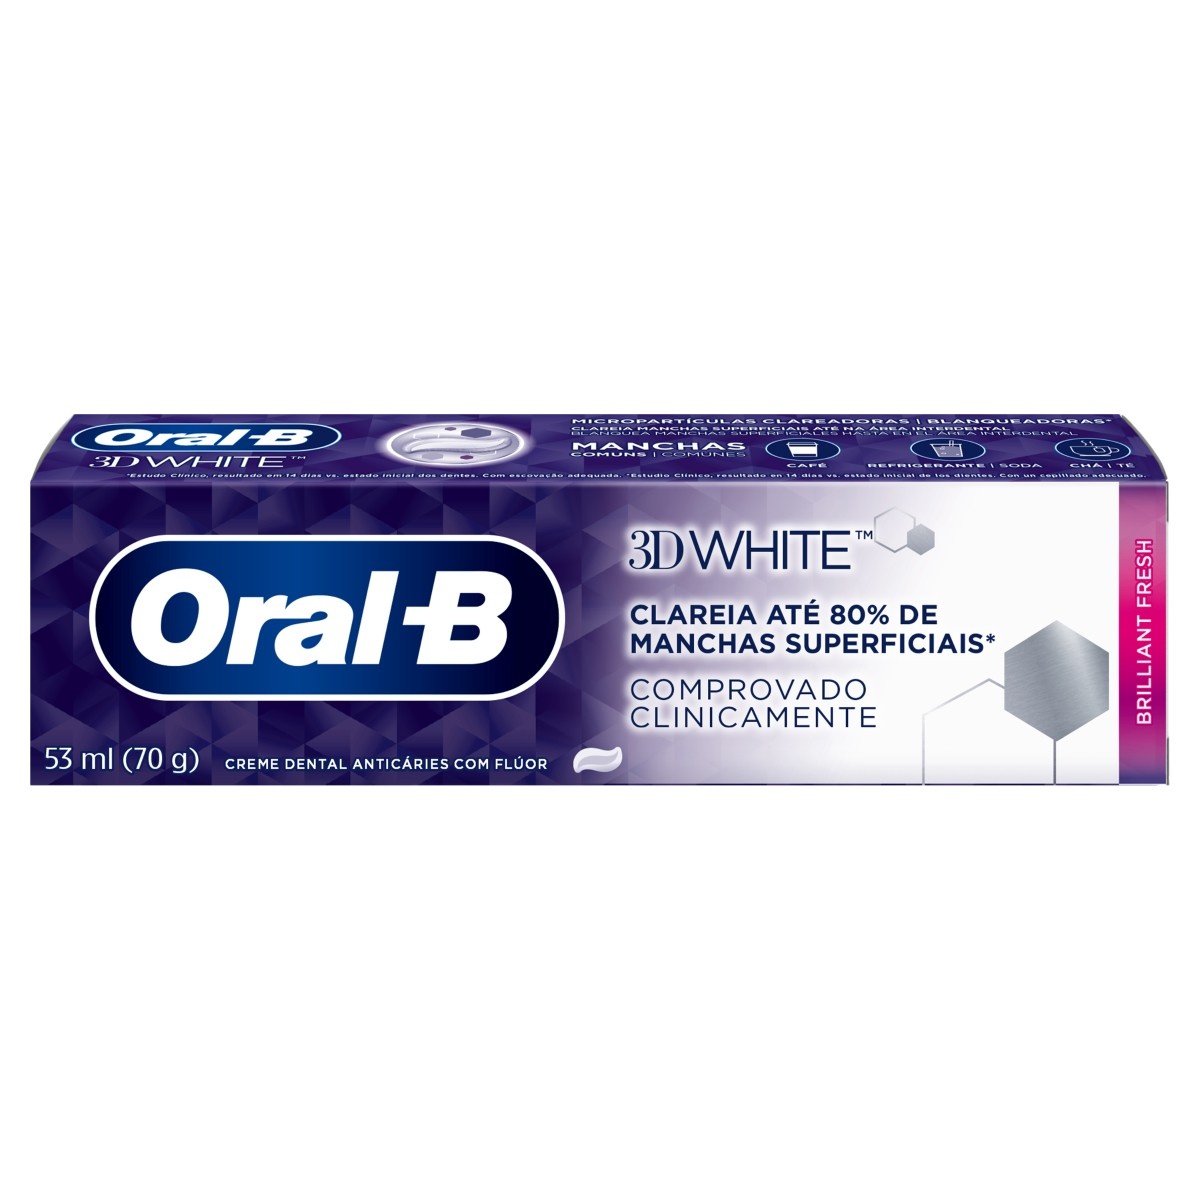 Oral-B
3DWHITE™
MICROPARTÍCULAS CLAREADORAS | BLANQUEADORAS*
CLAREIA MANCHAS SUPERFICIAIS ATÉ NA ÁREA INTERDENTAL
BLANQUEA MANCHAS SUPERFICIALES HASTA EN EL ÁREA INTERDENTAL
MANCHAS
COMUNS | COMUNES
CAFÉ
REFRIGERANTE | SODA
CHÁ | TÉ
*Estudo Clínico, resultado em 14 dias vs. estado inicial dos dentes. Com escovação adequada. *Estudio Clínico, resultado en 14 días vs. estado inicial de los dientes. Con un cepillado adecuado.
Oral-B
53 ml (70 g)
CREME DENTAL ANTICÁRIES COM FLÚOR
3DWHITE™
CLAREIA ATÉ 80% DE
MANCHAS SUPERFICIAIS*
COMPROVADO
CLINICAMENTE
BRILLIANT FRESH